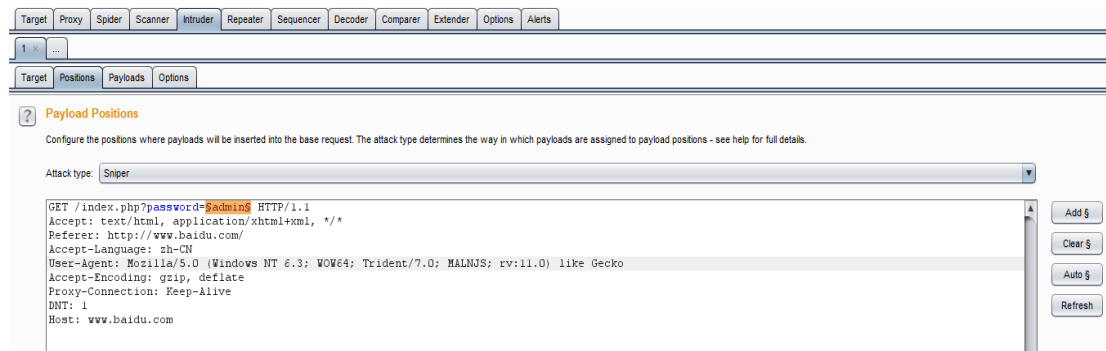 Target Proxy Spider Scanner Intruder Repeater Sequencer Decoder Comparer Extender Options Alerts
1 × ...
Target Positions Payloads Options
? Payload Positions
Configure the positions where payloads will be inserted into the base request. The attack type determines the way in which payloads are assigned to payload positions - see help for full details.
Attack type: Sniper
GET /index.php?password=§admin§ HTTP/1.1
Accept: text/html, application/xhtml+xml, */*
Referer: http://www.baidu.com/
Accept-Language: zh-CN
User-Agent: Mozilla/5.0 (Windows NT 6.3; WOW64; Trident/7.0; MALNJS; rv:11.0) like Gecko
Accept-Encoding: gzip, deflate
Proxy-Connection: Keep-Alive
DNT: 1
Host: www.baidu.com
Add §
Clear §
Auto §
Refresh